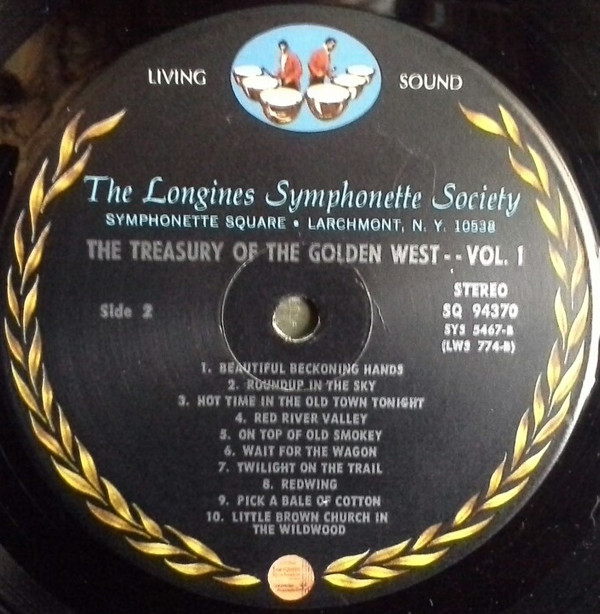 LIVING SOUND
The Longines Symphonette Society
SYMPHONETTE SQUARE • LARCHMONT, N. Y. 10538
THE TREASURY OF THE GOLDEN WEST--VOL. 1
Side 2
STEREO
SQ 94370
SYS 5467-B
(LWS 774-B)
1. BEAUTIFUL BECKONING HANDS
2. ROUNDUP IN THE SKY
3. HOT TIME IN THE OLD TOWN TONIGHT
4. RED RIVER VALLEY
5. ON TOP OF OLD SMOKEY
6. WAIT FOR THE WAGON
7. TWILIGHT ON THE TRAIL
8. REDWING
9. PICK A BALE OF COTTON
10. LITTLE BROWN CHURCH IN
THE WILDWOOD